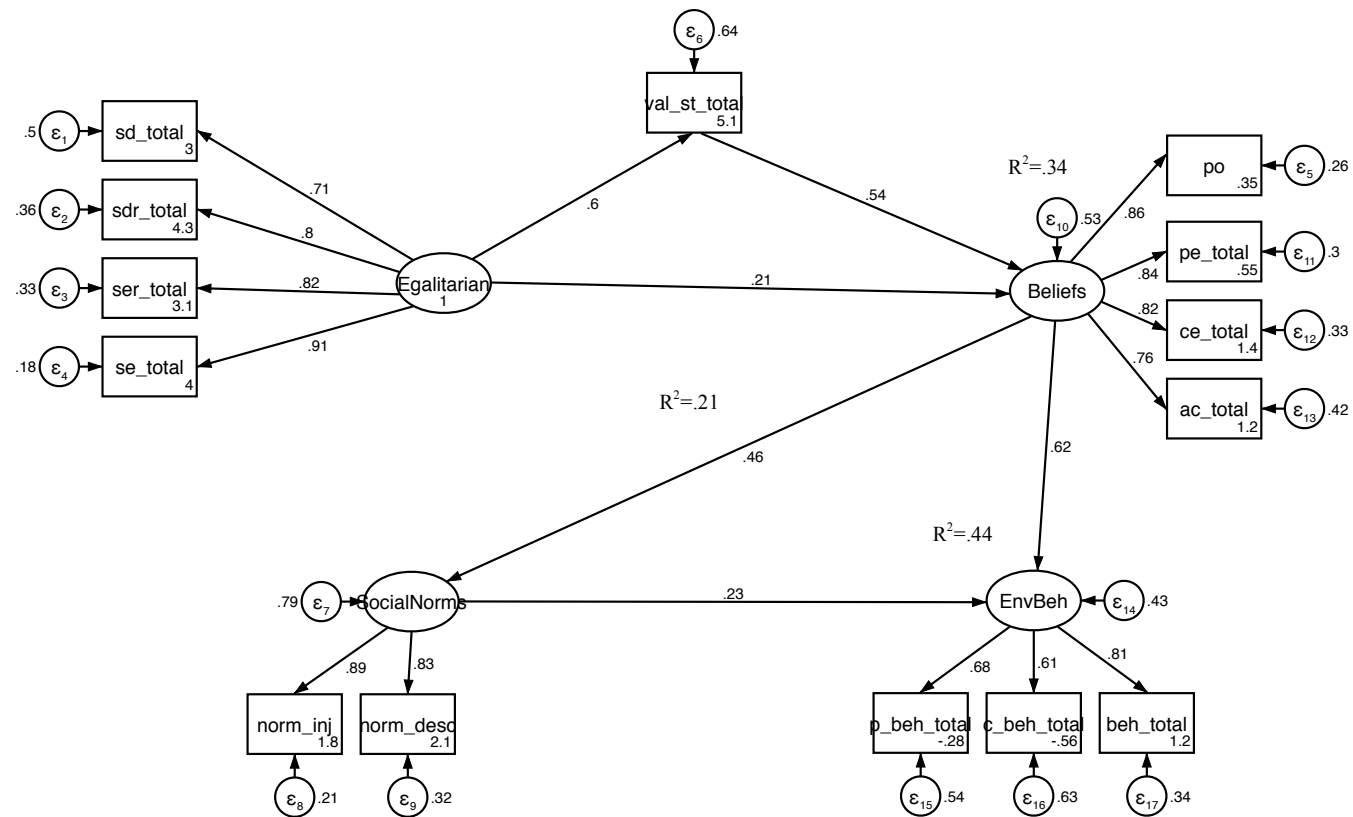 ε6 .64
val_st_total
5.1
.5 ε1 sd_total
3
.36 ε2 sdr_total
4.3
.33 ε3 ser_total
3.1
.18 ε4 se_total
4
.71
.8
.82
.91
Egalitarian
1
.6
.54
.21
R²=.34
ε10 .53
Beliefs
.86
.84
.82
.76
po
.35
ε5 .26
pe_total
.55
ε11 .3
ce_total
1.4
ε12 .33
ac_total
1.2
ε13 .42
R²=.21
.46
.62
R²=.44
.79 ε7 SocialNorms
.23
EnvBeh
ε14 .43
.89
.83
.68
.61
.81
norm_inj
1.8
norm_desc
2.1
p_beh_total
-.28
c_beh_total
-.56
beh_total
1.2
ε8 .21
ε9 .32
ε15 .54
ε16 .63
ε17 .34